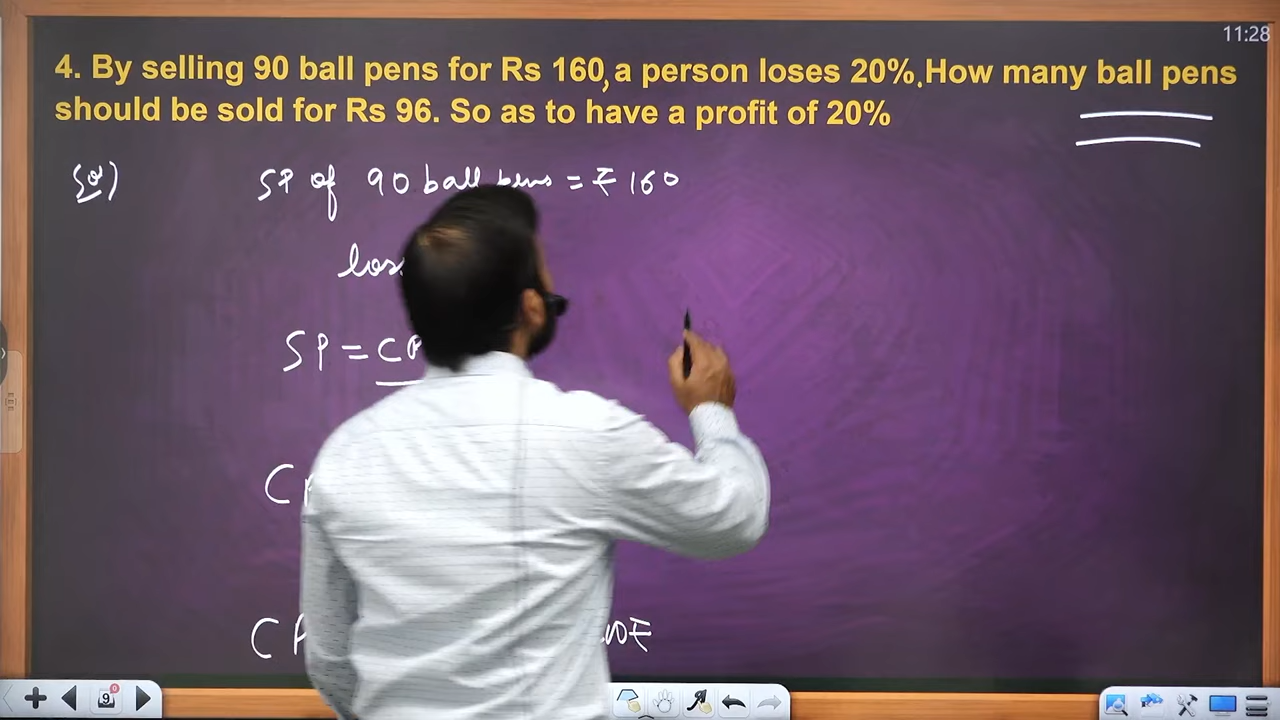 11:28
4. By selling 90 ball pens for Rs 160, a person loses 20%. How many ball pens
should be sold for Rs 96. So as to have a profit of 20%
SP of 90 ball pens = ₹ 160
SP = CP
9